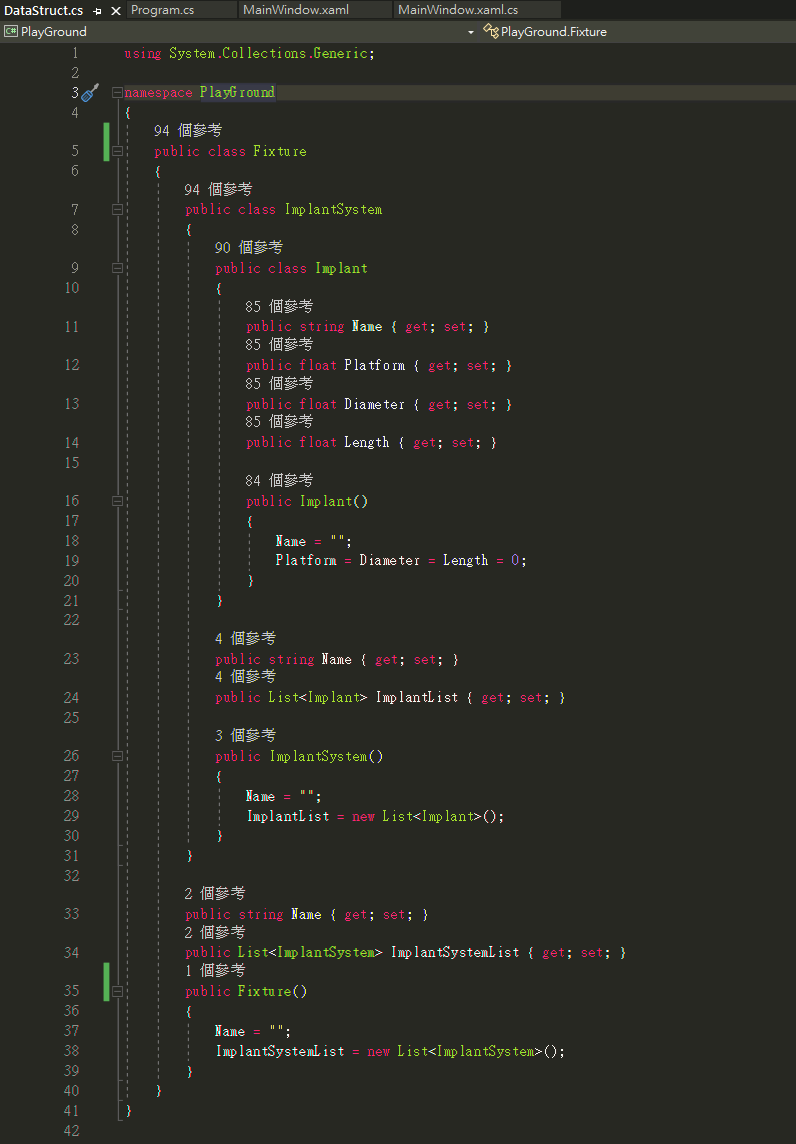 DataStruct.cs Program.cs MainWindow.xaml MainWindow.xaml.cs
C# PlayGround PlayGround.Fixture
1 using System.Collections.Generic;
2
3 namespace PlayGround
4 {
94 個參考
5 public class Fixture
6 {
94 個參考
7 public class ImplantSystem
8 {
90 個參考
9 public class Implant
10 {
85 個參考
11 public string Name { get; set; }
85 個參考
12 public float Platform { get; set; }
85 個參考
13 public float Diameter { get; set; }
85 個參考
14 public float Length { get; set; }
15
84 個參考
16 public Implant()
17 {
18 Name = "";
19 Platform = Diameter = Length = 0;
20 }
21 }
22
4 個參考
23 public string Name { get; set; }
4 個參考
24 public List<Implant> ImplantList { get; set; }
25
3 個參考
26 public ImplantSystem()
27 {
28 Name = "";
29 ImplantList = new List<Implant>();
30 }
31 }
32
2 個參考
33 public string Name { get; set; }
2 個參考
34 public List<ImplantSystem> ImplantSystemList { get; set; }
1 個參考
35 public Fixture()
36 {
37 Name = "";
38 ImplantSystemList = new List<ImplantSystem>();
39 }
40 }
41 }
42